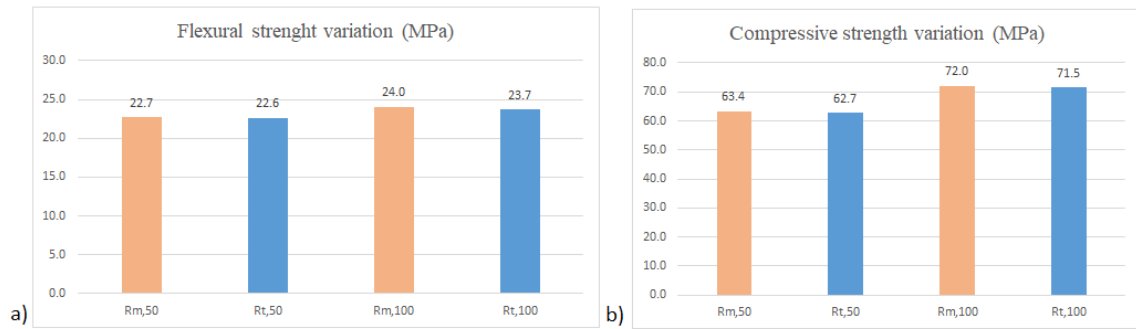 Flexural strenght variation (MPa)
30.0
25.0
20.0
15.0
10.0
5.0
0.0
22.7
22.6
24.0
23.7
Rm,50
Rt,50
Rm,100
Rt,100
a)
Compressive strength variation (MPa)
80.0
70.0
60.0
50.0
40.0
30.0
20.0
10.0
0.0
63.4
62.7
72.0
71.5
Rm,50
Rt,50
Rm,100
Rt,100
b)